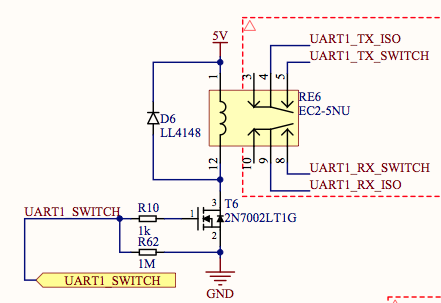 5V
UART1_TX_ISO
UART1_TX_SWITCH
3
4
5
1
RE6
EC2-5NU
D6
LL4148
12
10
9
8
UART1_RX_SWITCH
UART1_RX_ISO
UART1_SWITCH
R10
1k
1
3
2
T6
2N7002LT1G
R62
1M
UART1_SWITCH
GND